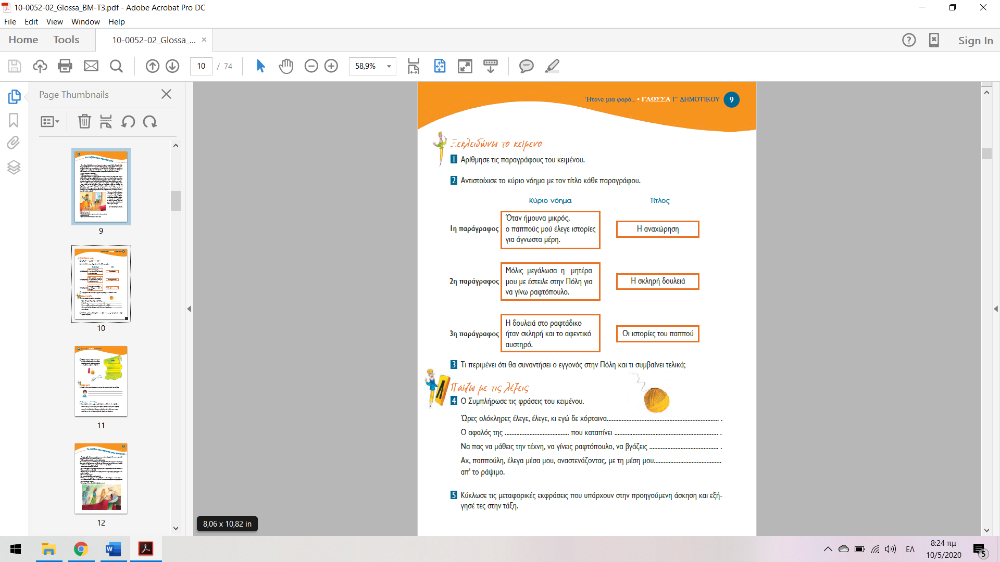 10-0052-02_Glossa_BM-T3.pdf - Adobe Acrobat Pro DC
File Edit View Window Help
Home Tools 10-0052-02_Glossa_... × Sign In
10 / 74 58,9%
Page Thumbnails
9
10
11
12
Ήτανε μια φορά... • ΓΛΩΣΣΑ Γ΄ ΔΗΜΟΤΙΚΟΥ 9
Ξεκλειδώνω το κείμενο
1 Αρίθμησε τις παραγράφους του κειμένου.
2 Αντιστοίχισε το κύριο νόημα με τον τίτλο κάθε παραγράφου.
Κύριο νόημα Τίτλος
1η παράγραφος
Όταν ήμουνα μικρός,
ο παππούς μού έλεγε ιστορίες
για άγνωστα μέρη.
Η αναχώρηση
2η παράγραφος
Μόλις μεγάλωσα η μητέρα
μου με έστειλε στην Πόλη για
να γίνω ραφτόπουλο.
Η σκληρή δουλειά
3η παράγραφος
Η δουλειά στο ραφτάδικο
ήταν σκληρή και το αφεντικό
αυστηρό.
Οι ιστορίες του παππού
3 Τι περιμένει ότι θα συναντήσει ο εγγονός στην Πόλη και τι συμβαίνει τελικά;
Παίζω με τις λέξεις
4 Ο Συμπλήρωσε τις φράσεις του κειμένου.
Ώρες ολόκληρες έλεγε, έλεγε, κι εγώ δε χόρταινα.................................................................... .
Ο αφαλός της ....................................... που καταπίνει ............................................................... .
Να πας να μάθεις την τέχνη, να γίνεις ραφτόπουλο, να βγάζεις .......................................... .
Αχ, παππούλη, έλεγα μέσα μου, αναστενάζοντας, με τη μέση μου.........................................
απ' το ράψιμο.
5 Κύκλωσε τις μεταφορικές εκφράσεις που υπάρχουν στην προηγούμενη άσκηση και εξή-
γησέ τες στην τάξη.
8,06 x 10,82 in
ΕΛ
8:24 πμ
10/5/2020
5